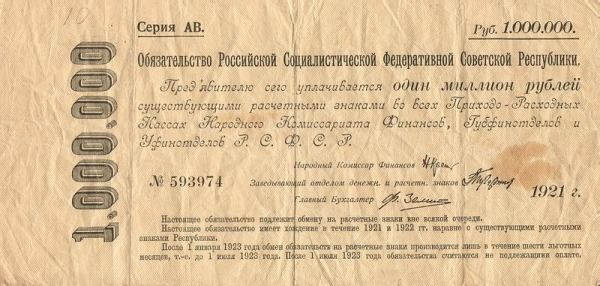 10
Серия АВ.
Руб. 1.000.000.
1.000.000
Обязательство Российской Социалистической Федеративной Советской Республики.
Пред'явителю сего уплачивается один миллион рублей
существующими расчетными знаками во всех Приходо-Расходных
Кассах Народного Комиссариата Финансов, Губфинотделов и
Уфинотделов Р. С. Ф. С. Р.
Народный Комиссар Финансов
№ 593974
Заведывающий отделом денежн. и расчетн. знаков
1921 г.
Главный Бухгалтер
Настоящее обязательство подлежит обмену на расчетные знаки вне всякой очереди.
Настоящее обязательство имеет хождение в течение 1921 и 1922 гг. наравне с существующими расчетными
знаками Республики.
После 1 января 1923 года обмен обязательств на расчетные знаки производится лишь в течение шести льготных
месяцев, т.-е. до 1 июля 1923 года. После 1 июля 1923 года обязательства считаются не подлежащими оплате.